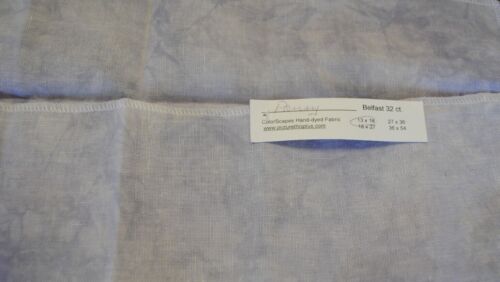 Belfast 32 ct
ColorScapes Hand-dyed Fabric
www.picturethisplus.com
13 x 18 27 x 36
18 x 27 36 x 54